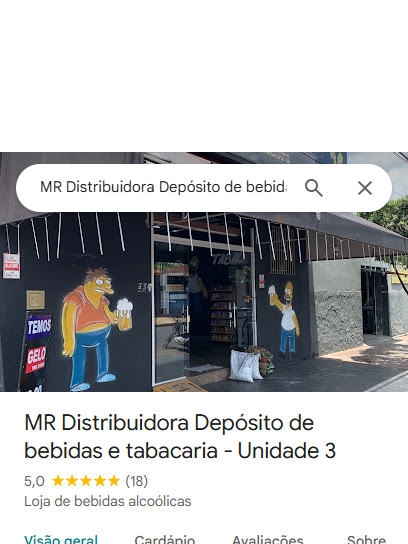 MR Distribuidora Depósito de bebid
TEMOS
GELO
MR Distribuidora Depósito de
bebidas e tabacaria - Unidade 3
5,0 ★★★★★ (18)
Loja de bebidas alcoólicas
Visão geral Cardápio Avaliações Sobre